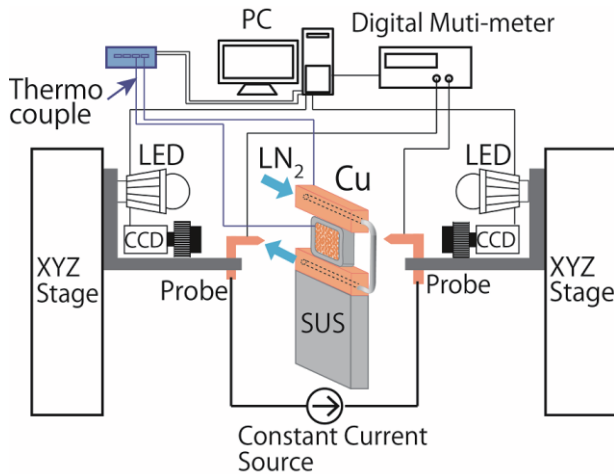 PC
Digital Muti-meter
Thermo
couple
LED
LN2
Cu
LED
CCD
CCD
XYZ
Stage
Probe
SUS
Probe
XYZ
Stage
Constant Current
Source